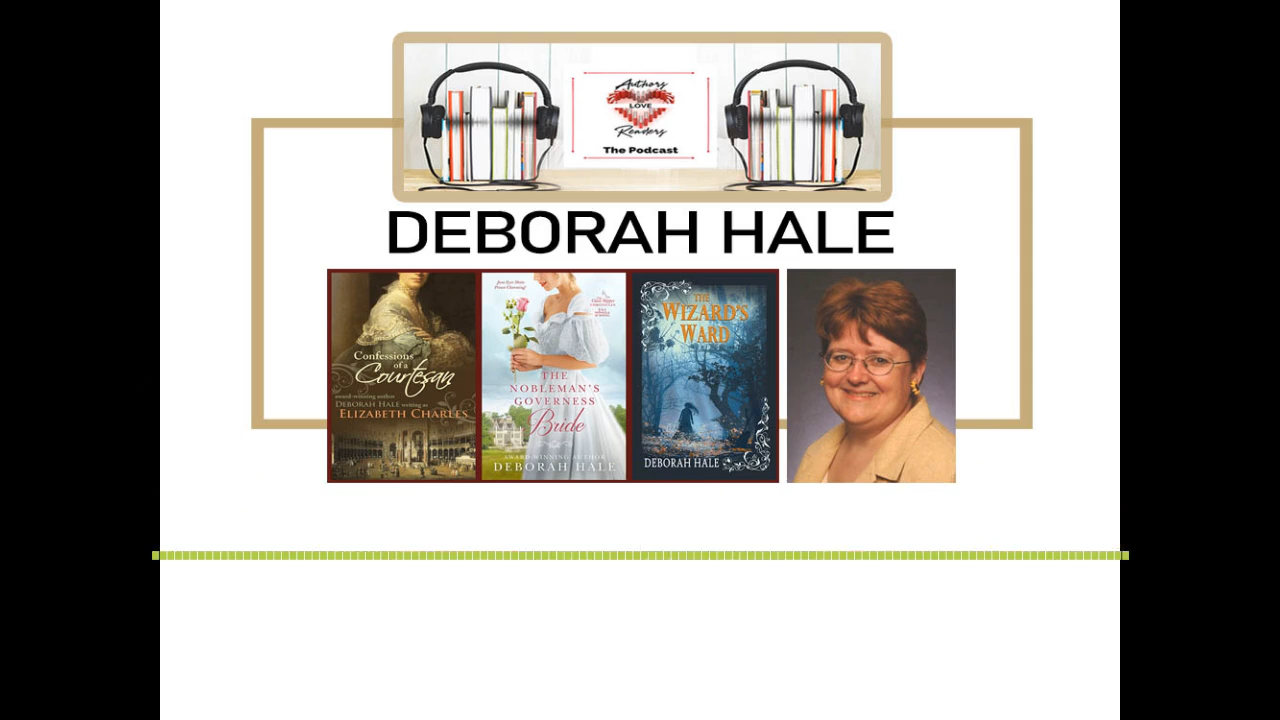 Authors
LOVE
Readers
The Podcast
DEBORAH HALE
Confessions
of a
Courtesan
award-winning author
DEBORAH HALE writing as
ELIZABETH CHARLES
THE
NOBLEMAN'S
GOVERNESS
Bride
AWARD-WINNING AUTHOR
DEBORAH HALE
THE
WIZARD'S
WARD
DEBORAH HALE